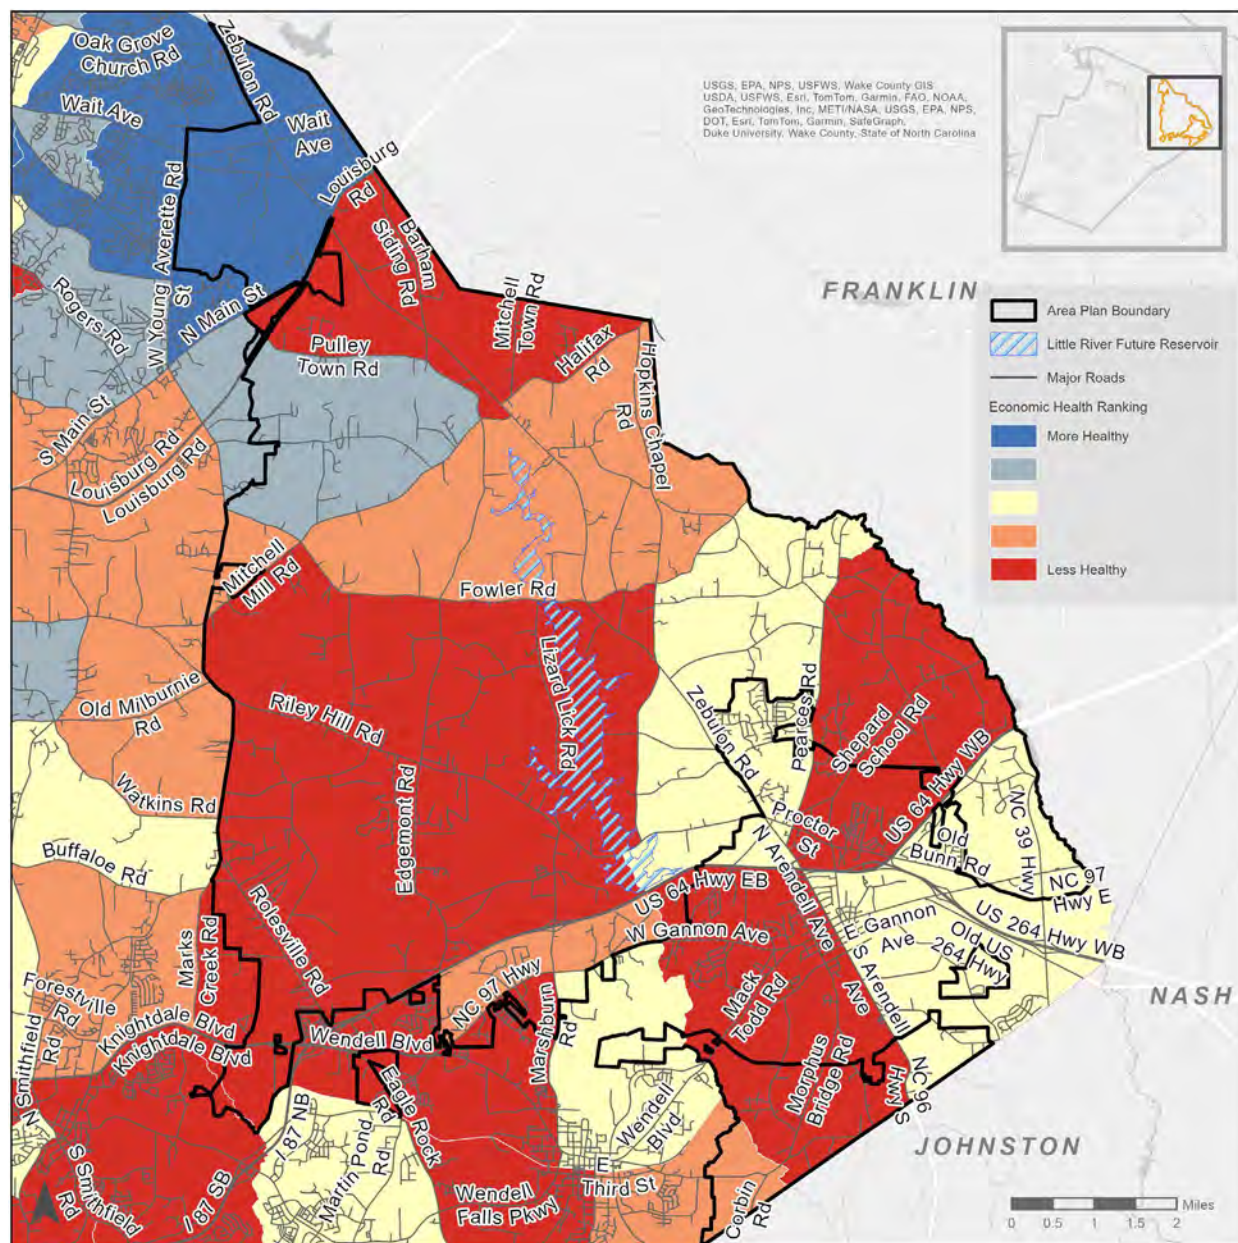 Oak Grove
Church Rd
Zebulon Rd
Wait Ave
Wait
Ave
Louisburg
Rd
USGS, EPA, NPS, USFWS, Wake County GIS
USDA, USFWS, Esri, TomTom, Garmin, FAO, NOAA,
GeoTechnologies, Inc, METI/NASA, USGS, EPA, NPS,
DOT, Esri, TomTom, Garmin, SafeGraph,
Duke University, Wake County, State of North Carolina
W Young Averette Rd
St
Barham
Siding Rd
Rogers Rd
N Main St
Mitchell
Town Rd
Pulley
Town Rd
Halifax
Rd
Hopkins Chapel
Rd
FRANKLIN
Area Plan Boundary
Little River Future Reservoir
Major Roads
Economic Health Ranking
More Healthy
Less Healthy
S Main St
Louisburg Rd
Louisburg Rd
Mitchell
Mill Rd
Fowler Rd
Lizard Lick Rd
Old Milburnie
Rd
Riley Hill Rd
Zebulon Rd
Pearces Rd
Shepard
School Rd
US 64 Hwy WB
Watkins Rd
Edgemont Rd
Proctor
St
NC 39 Hwy
Old
Bunn Rd
Buffaloe Rd
Rolesville Rd
US 64 Hwy EB
N Arendell Ave
NC 97
Hwy E
US 264 Hwy WB
Marks
Creek Rd
W Gannon Ave
E Gannon
Ave
Old US
264 Hwy
S Arendell
Ave
Mack
Todd Rd
NC 97 Hwy
Marshburn
Rd
Forestville
Rd
Knightdale Blvd
Knightdale Blvd
Wendell Blvd
NASH
N Smithfield
Rd
Eagle Rock
Rd
Morphus
Bridge Rd
NC 96
Hwy S
Wendell
Blvd
JOHNSTON
I 87 NB
Martin Pond
Rd
E
Third St
S Smithfield
Rd
I 87 SB
Wendell
Falls Pkwy
Corbin
Rd
Miles
0 0.5 1 1.5 2